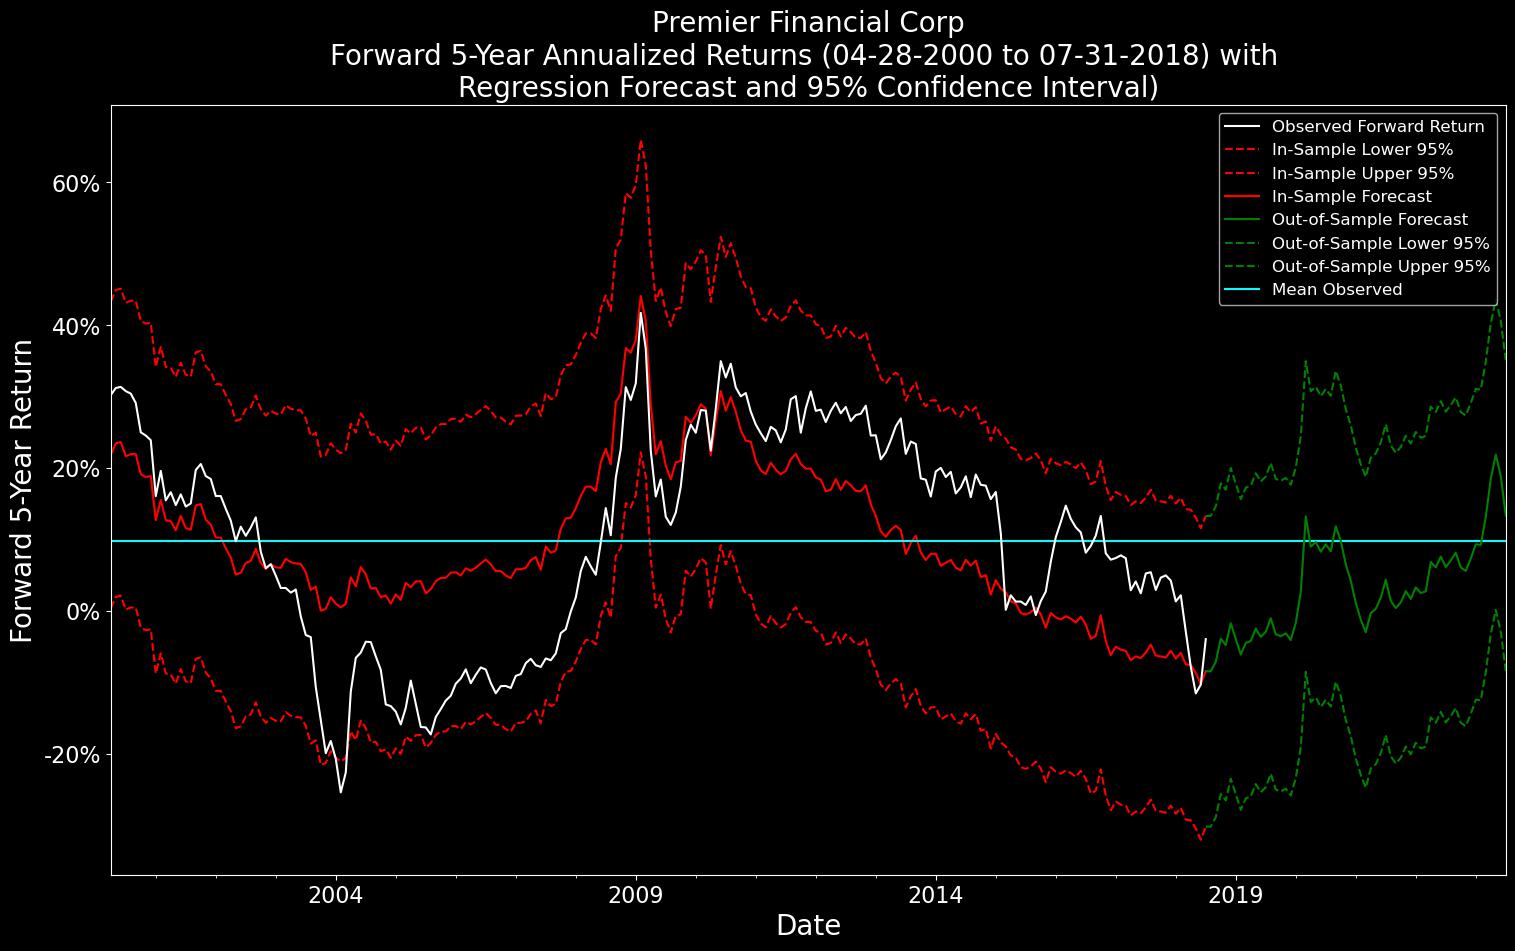 Premier Financial Corp
Forward 5-Year Annualized Returns (04-28-2000 to 07-31-2018) with
Regression Forecast and 95% Confidence Interval)
Observed Forward Return
In-Sample Lower 95%
In-Sample Upper 95%
In-Sample Forecast
Out-of-Sample Forecast
Out-of-Sample Lower 95%
Out-of-Sample Upper 95%
Mean Observed
Forward 5-Year Return
60%
40%
20%
0%
-20%
2004
2009
2014
2019
Date